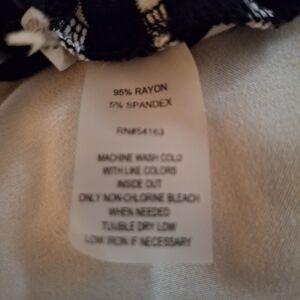 95% RAYON
5% SPANDEX
RN#54163
MACHINE WASH COLD
WITH LIKE COLORS
INSIDE OUT
ONLY NON-CHLORINE BLEACH
WHEN NEEDED
TUMBLE DRY LOW
LOW IRON IF NECESSARY